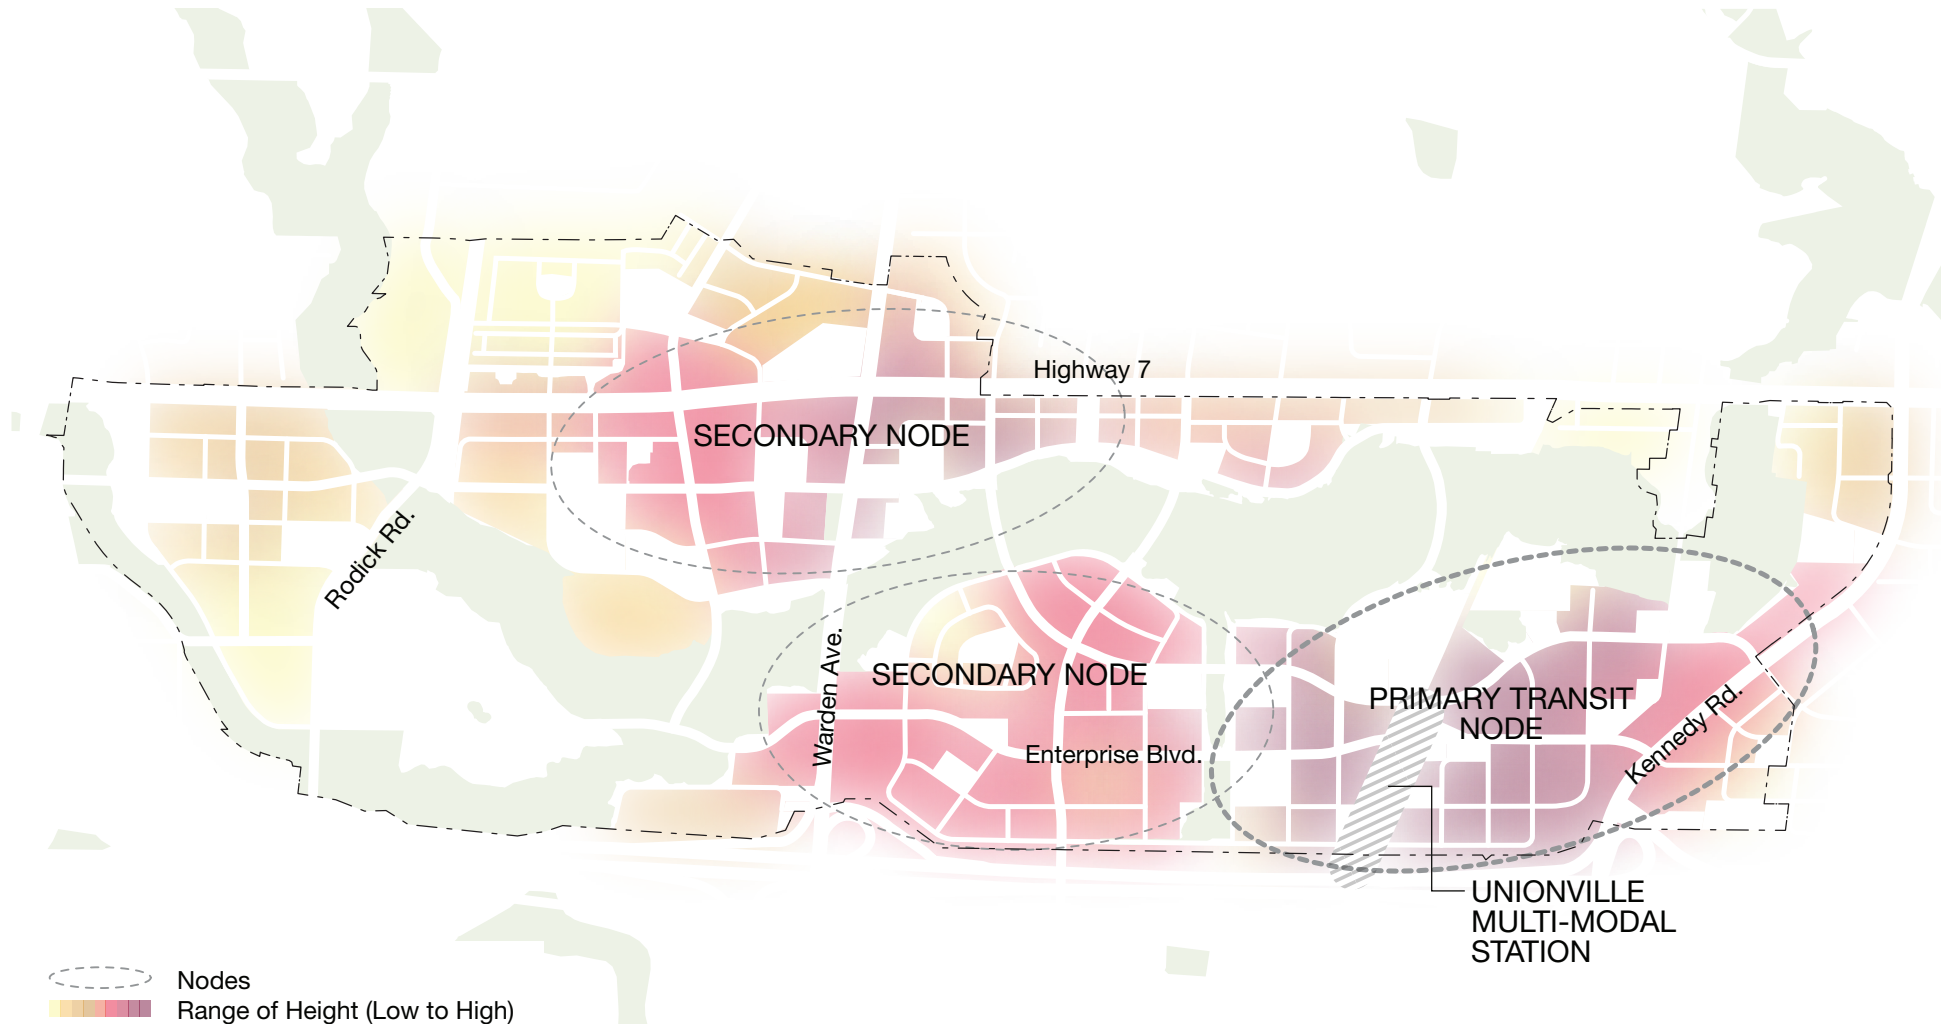 Highway 7
SECONDARY NODE
Rodick Rd.
Warden Ave.
SECONDARY NODE
Enterprise Blvd.
PRIMARY TRANSIT
NODE
Kennedy Rd.
UNIONVILLE
MULTI-MODAL
STATION
Nodes
Range of Height (Low to High)